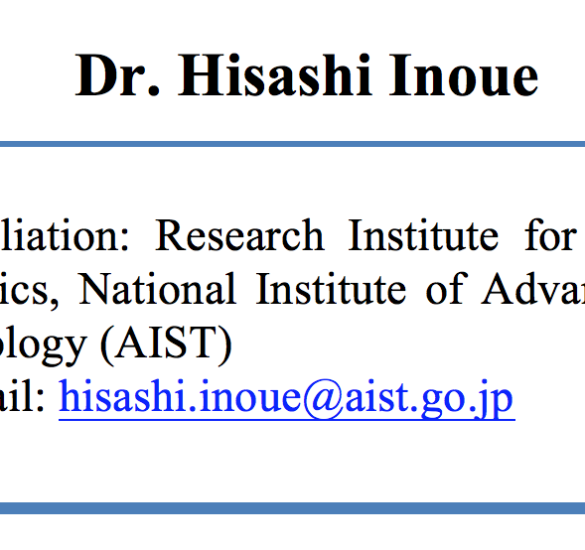 Dr. Hisashi Inoue
liation: Research Institute for
ics, National Institute of Advan
ology (AIST)
ail: hisashi.inoue@aist.go.jp